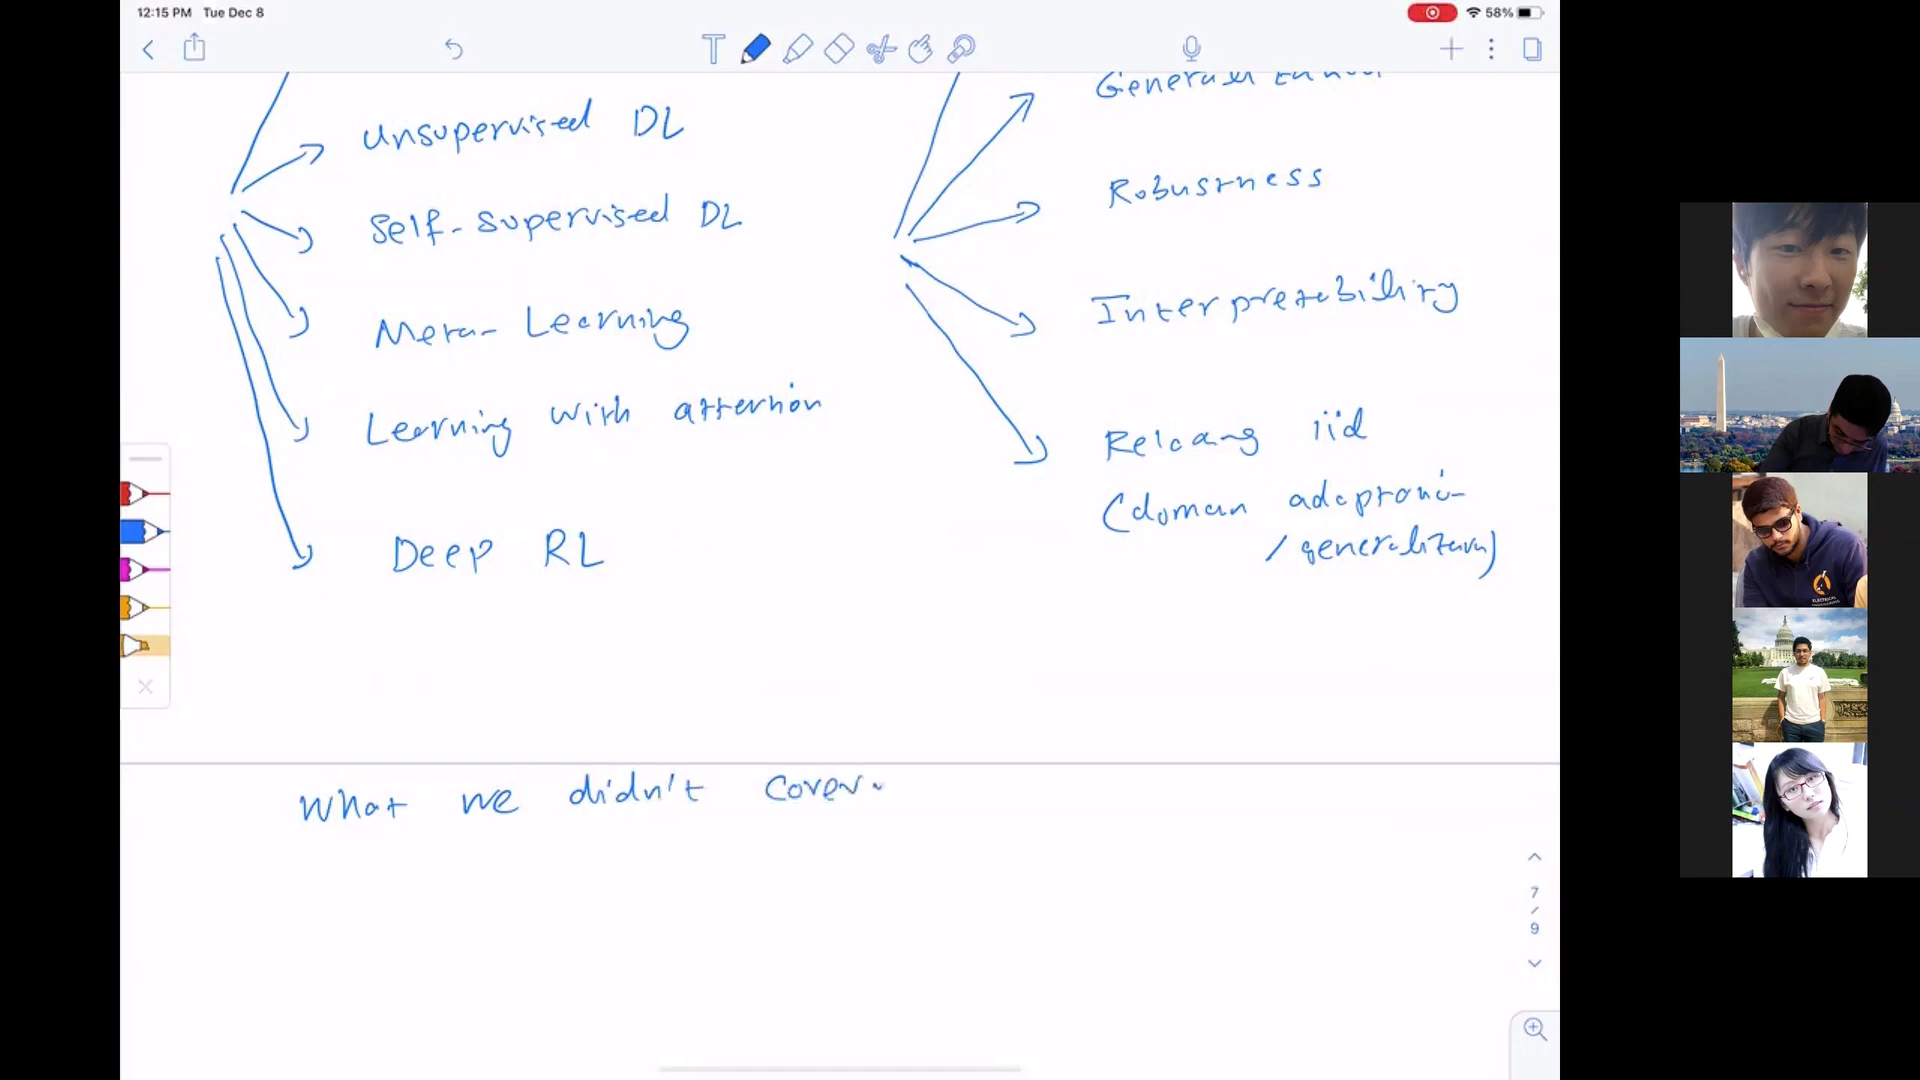 12:15 PM Tue Dec 8
58%
T
Unsupervised DL
Self-supervised DL
Meta-Learning
Learning with attention
Deep RL
Robustness
Interpretability
Relaxing iid
(domain adaptation
/generalization)
What we didn't cover
7
/
9
ELECTRICAL